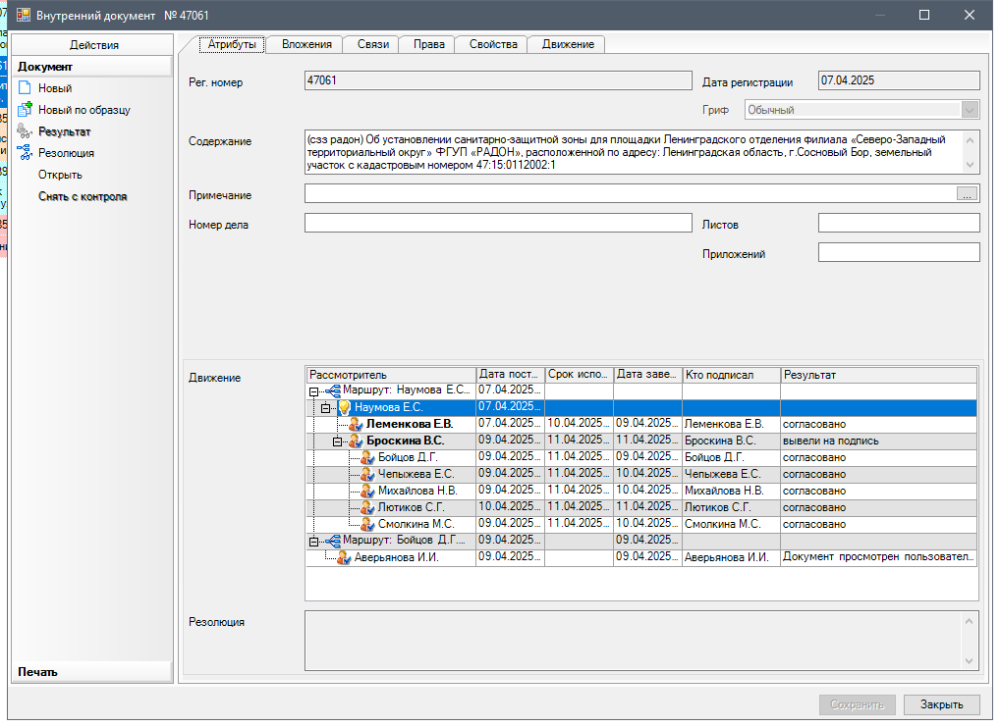 Внутренний документ № 47061
Действия
Документ
Новый
Новый по образцу
Результат
Резолюция
Открыть
Снять с контроля
Печать
Атрибуты Вложения Связи Права Свойства Движение
Рег. номер 47061 Дата регистрации 07.04.2025
Гриф Обычный
Содержание
(сзз радон) Об установлении санитарно-защитной зоны для площадки Ленинградского отделения филиала «Северо-Западный
территориальный округ» ФГУП «РАДОН», расположенной по адресу: Ленинградская область, г.Сосновый Бор, земельный
участок с кадастровым номером 47:15:0112002:1
Примечание ...
Номер дела Листов
Приложений
Движение
Рассмотритель Дата пост... Срок испо... Дата заве... Кто подписал Результат
Маршрут: Наумова Е.С... 07.04.2025...
Наумова Е.С. 07.04.2025...
Леменкова Е.В. 07.04.2025... 10.04.2025... 09.04.2025... Леменкова Е.В. согласовано
Броскина В.С. 09.04.2025... 11.04.2025... 11.04.2025... Броскина В.С. вывели на подпись
Бойцов Д.Г. 09.04.2025... 11.04.2025... 09.04.2025... Бойцов Д.Г. согласовано
Чепыжева Е.С. 09.04.2025... 11.04.2025... 10.04.2025... Чепыжева Е.С. согласовано
Михайлова Н.В. 09.04.2025... 11.04.2025... 10.04.2025... Михайлова Н.В. согласовано
Лютиков С.Г. 10.04.2025... 11.04.2025... 11.04.2025... Лютиков С.Г. согласовано
Смолкина М.С. 09.04.2025... 11.04.2025... 10.04.2025... Смолкина М.С. согласовано
Маршрут: Бойцов Д.Г.... 09.04.2025... 09.04.2025...
Аверьянова И.И. 09.04.2025... 09.04.2025... Аверьянова И.И. Документ просмотрен пользовател...
Резолюция
Сохранить Закрыть